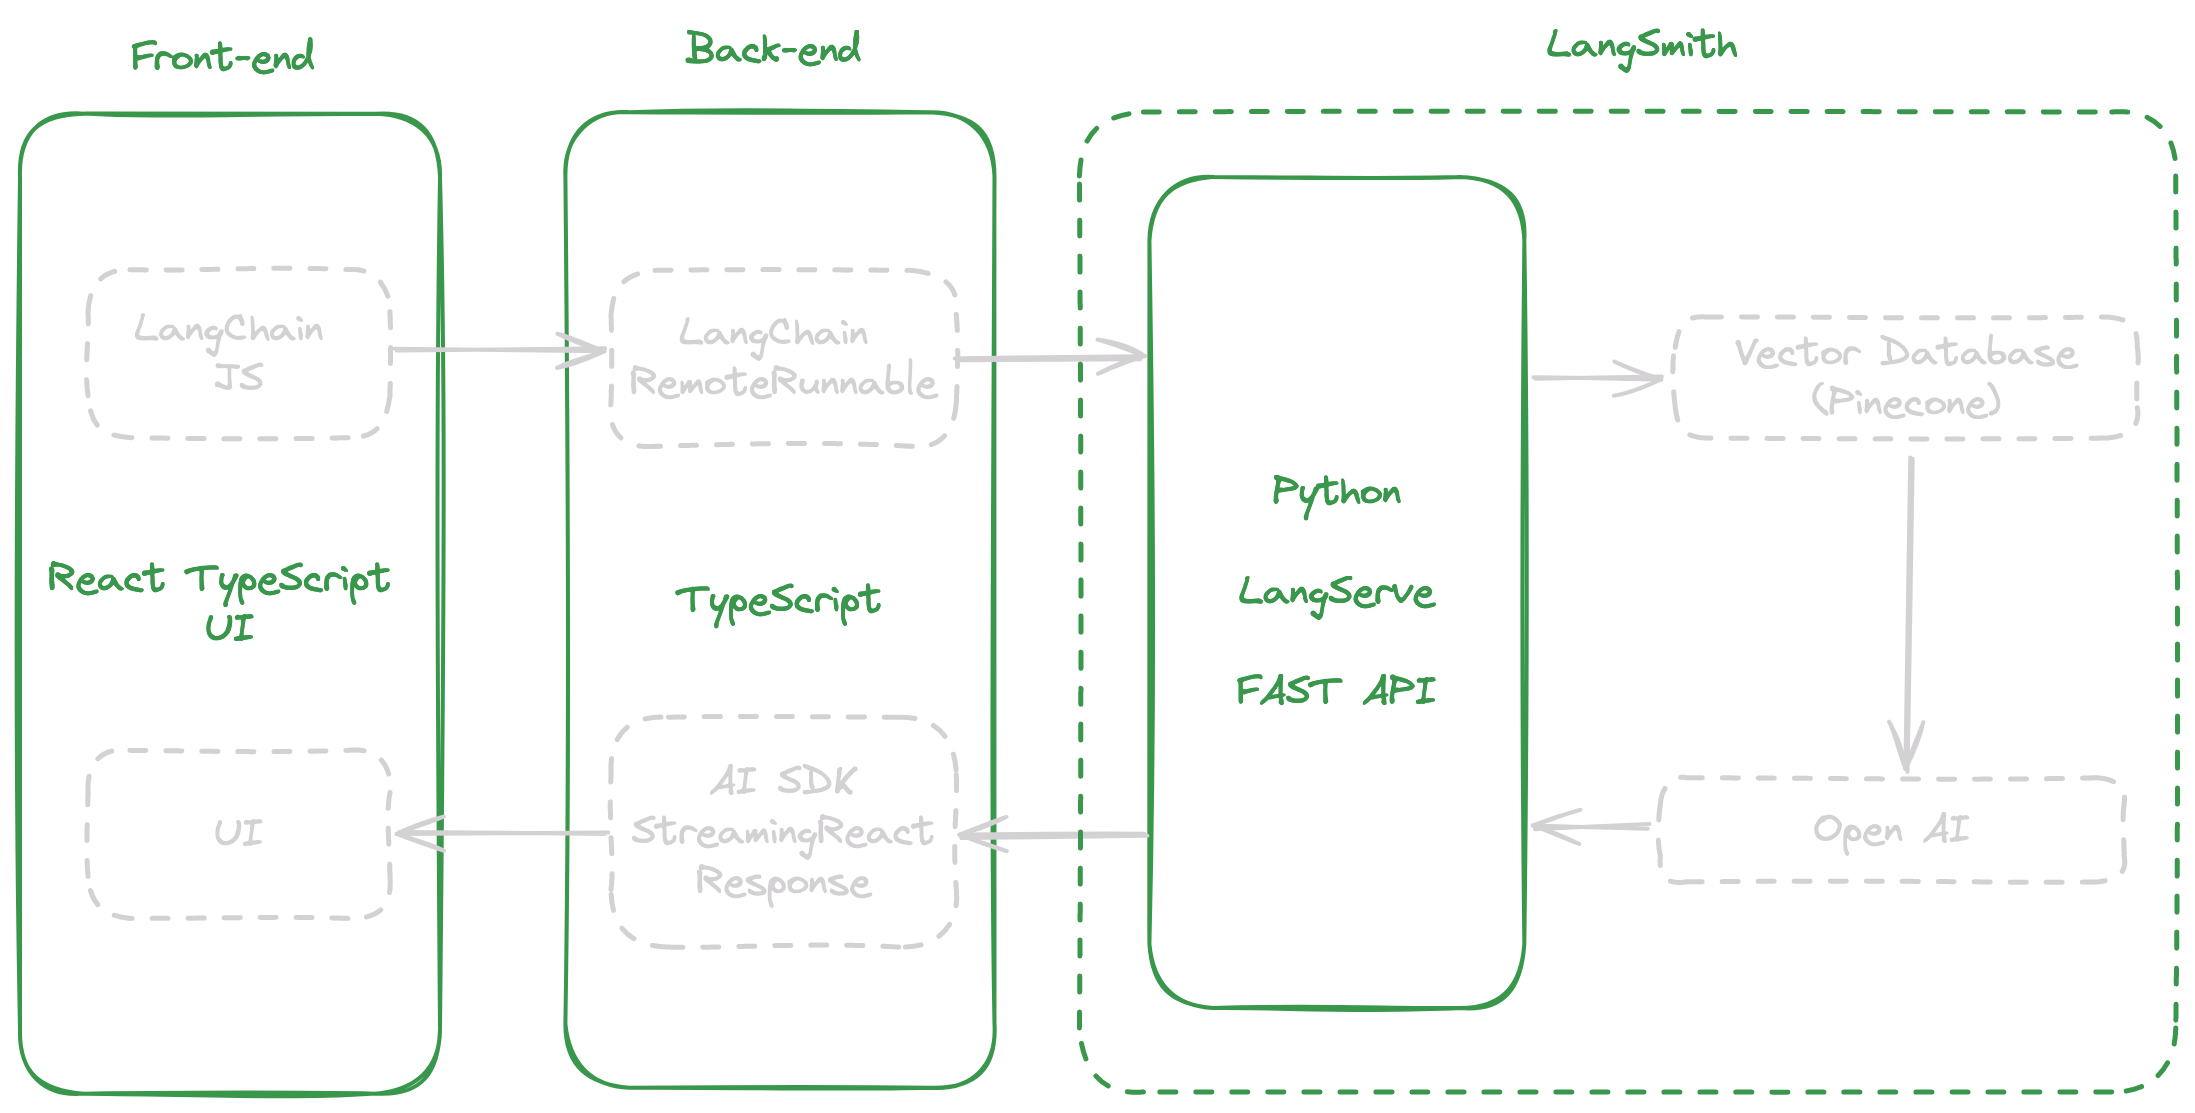 Front-end
Back-end
LangSmith
LangChain
JS
React TypeScript
UI
UI
LangChain
RemoteRunnable
TypeScript
AI SDK
StreamingReact
Response
Python
LangServe
FAST API
Vector Database
(Pinecone)
Open AI